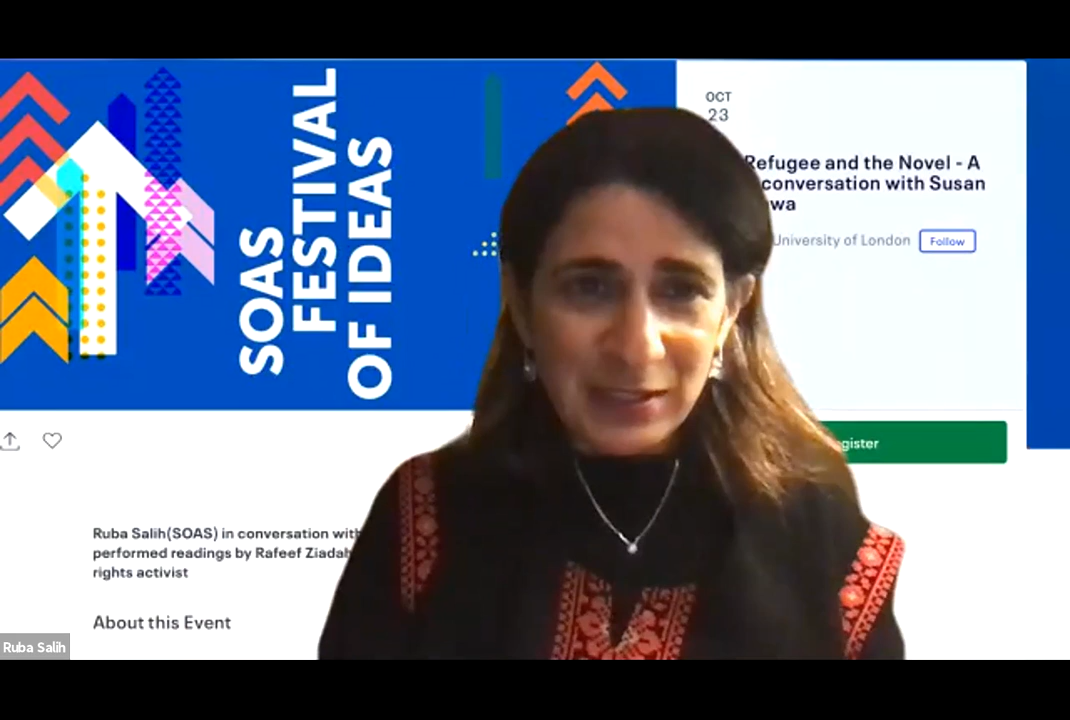 SOAS
FESTIVAL
OF IDEAS
OCT
23
Refugee and the Novel - A
conversation with Susan
wa
University of London
Follow
gister
Ruba Salih(SOAS) in conversation with
performed readings by Rafeef Ziadah
rights activist
About this Event
Ruba Salih